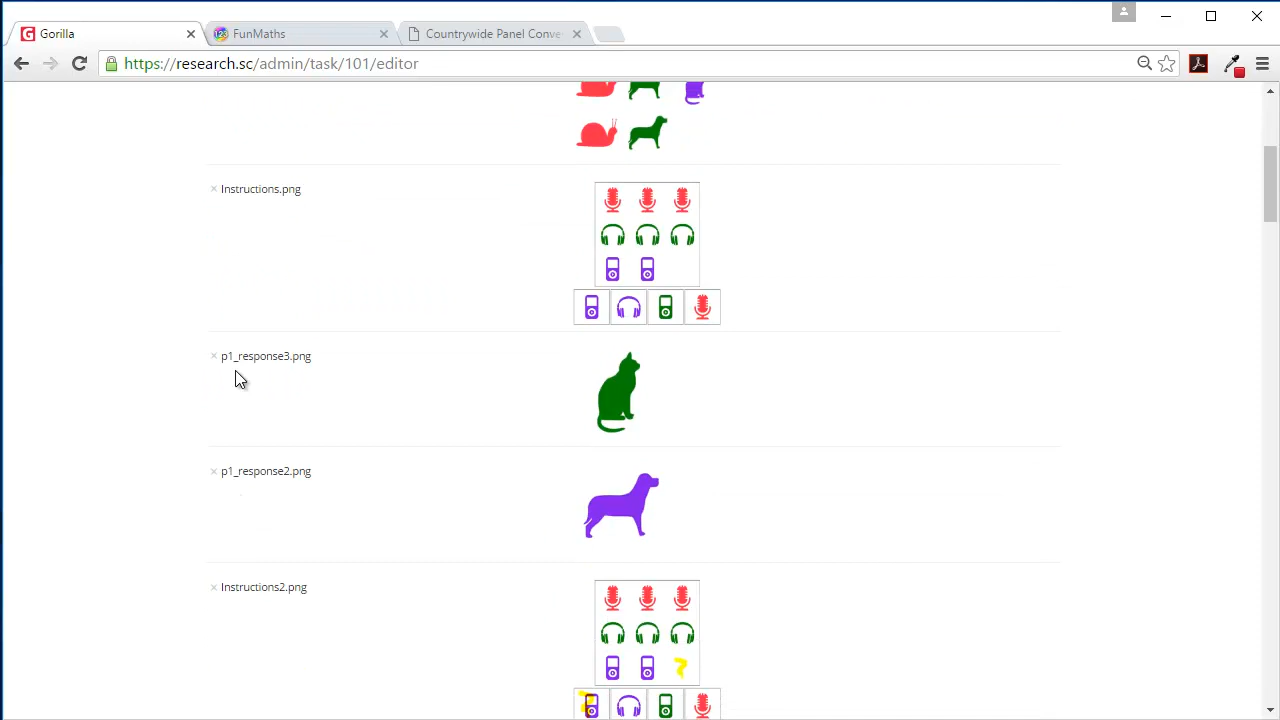 Gorilla
FunMaths
Countrywide Panel Conve
https://research.sc/admin/task/101/editor
× Instructions.png
× p1_response3.png
× p1_response2.png
× Instructions2.png
?